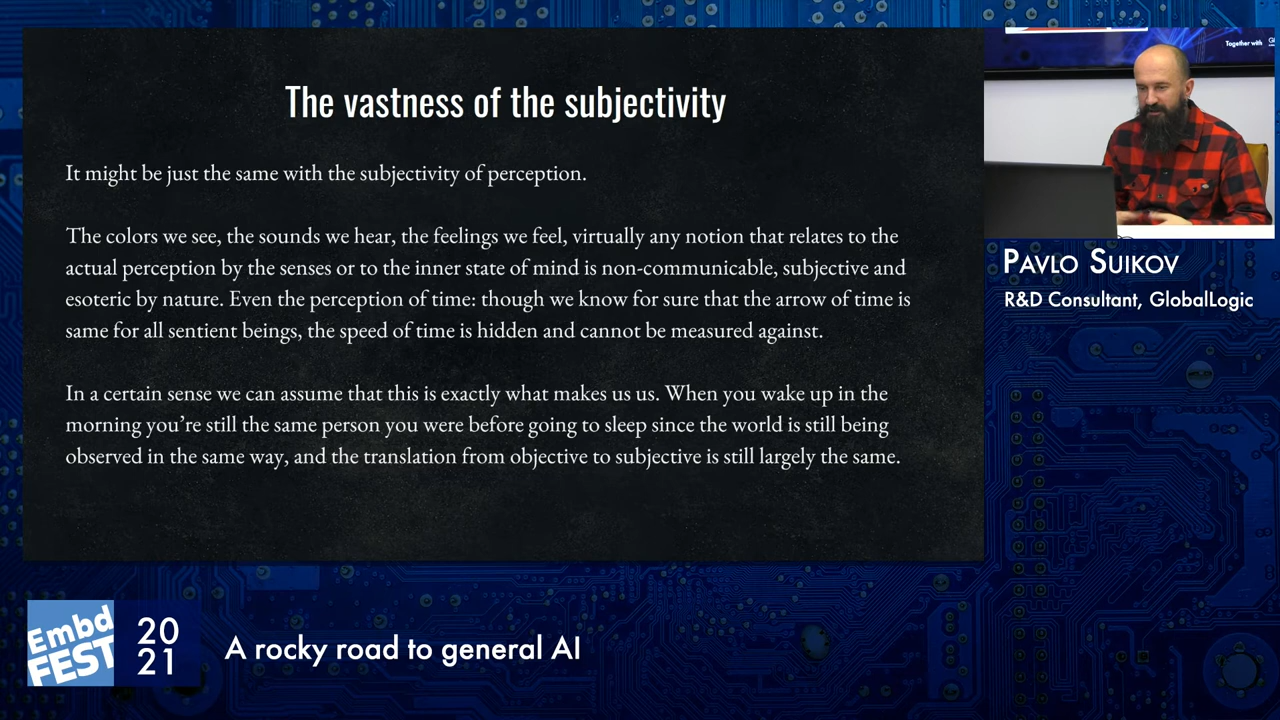 Together with
The vastness of the subjectivity
It might be just the same with the subjectivity of perception.
The colors we see, the sounds we hear, the feelings we feel, virtually any notion that relates to the
actual perception by the senses or to the inner state of mind is non-communicable, subjective and
esoteric by nature. Even the perception of time: though we know for sure that the arrow of time is
same for all sentient beings, the speed of time is hidden and cannot be measured against.
In a certain sense we can assume that this is exactly what makes us us. When you wake up in the
morning you’re still the same person you were before going to sleep since the world is still being
observed in the same way, and the translation from objective to subjective is still largely the same.
Pavlo Suikov
R&D Consultant, GlobalLogic
Embd
FEST
20
21
A rocky road to general AI